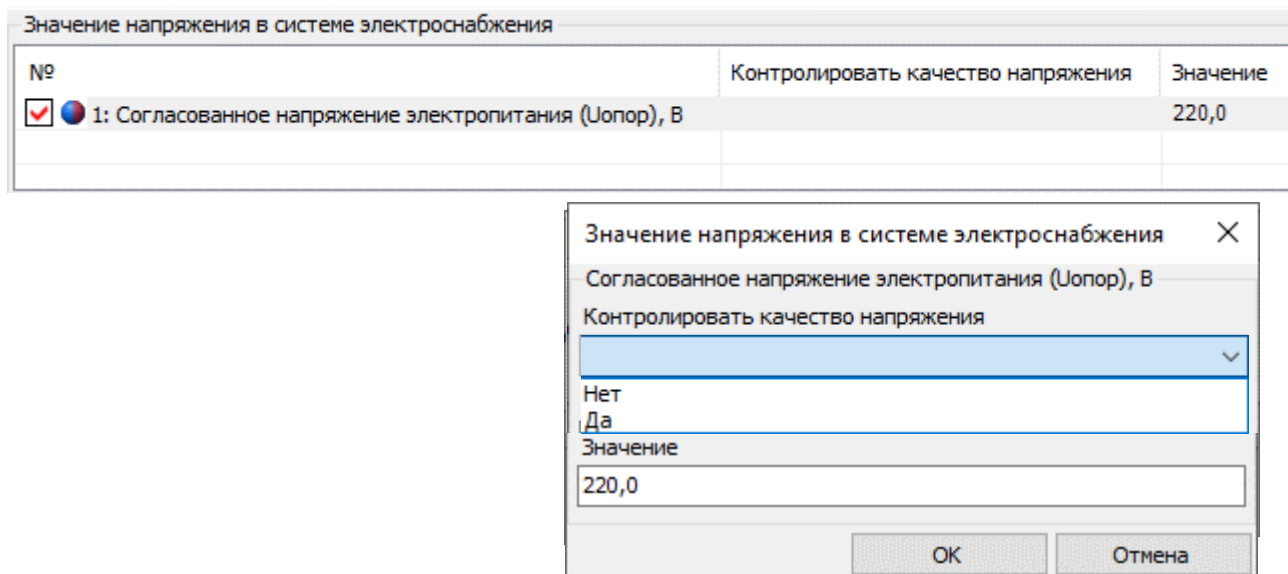 Значение напряжения в системе электроснабжения
№ Контролировать качество напряжения Значение
1: Согласованное напряжение электропитания (Uопор), В 220,0
Значение напряжения в системе электроснабжения
Согласованное напряжение электропитания (Uопор), В
Контролировать качество напряжения
Нет
Да
Значение
220,0
ОК Отмена